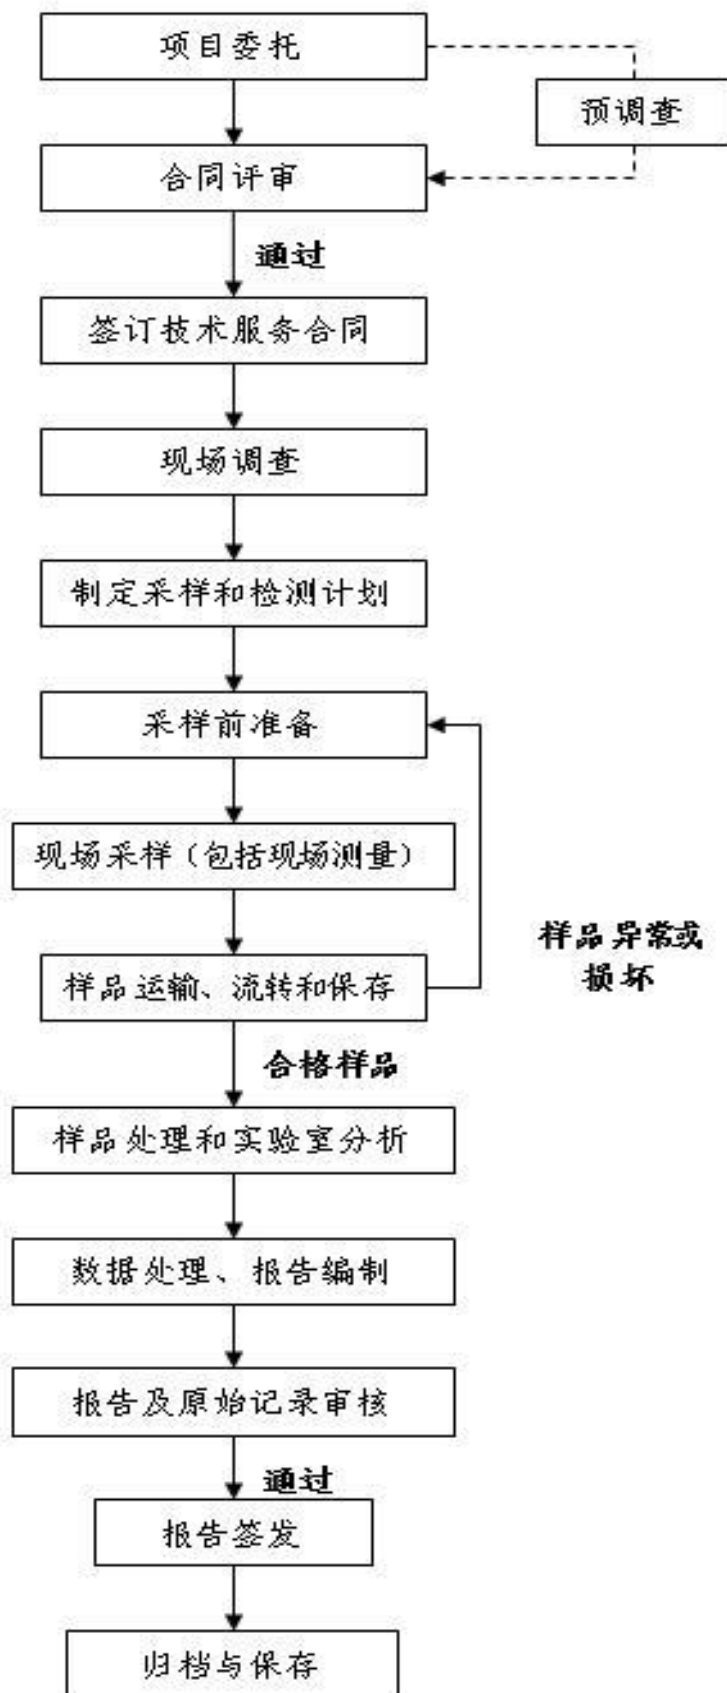 项目委托
预调查
合同评审
通过
签订技术服务合同
现场调查
制定采样和检测计划
采样前准备
现场采样（包括现场测量）
样品异常或
损坏
样品运输、流转和保存
合格样品
样品处理和实验室分析
数据处理、报告编制
报告及原始记录审核
通过
报告签发
归档与保存